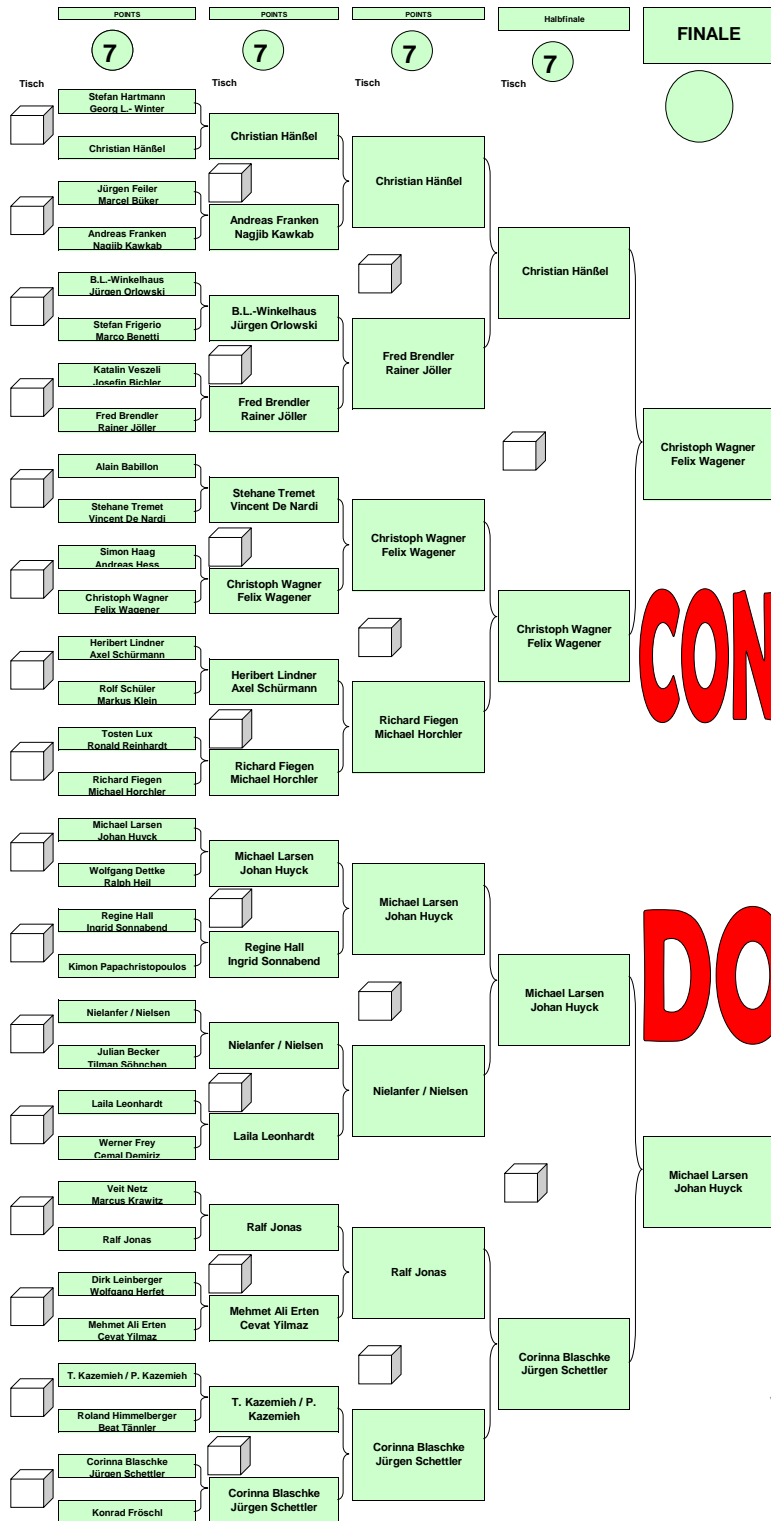 POINTS
POINTS
POINTS
Halbfinale
FINALE
7
7
7
7
Tisch
Tisch
Tisch
Tisch
Stefan Hartmann
Georg L.- Winter
Christian Hänßel
Jürgen Feiler
Marcel Büker
Andreas Franken
Nagjib Kawkab
B.L.-Winkelhaus
Jürgen Orlowski
Stefan Frigerio
Marco Benetti
Katalin Veszeli
Josefin Bichler
Fred Brendler
Rainer Jöller
Alain Babillon
Stehane Tremet
Vincent De Nardi
Simon Haag
Andreas Hess
Christoph Wagner
Felix Wagener
Heribert Lindner
Axel Schürmann
Rolf Schüler
Markus Klein
Tosten Lux
Ronald Reinhardt
Richard Fiegen
Michael Horchler
Michael Larsen
Johan Huyck
Wolfgang Dettke
Ralph Heil
Regine Hall
Ingrid Sonnabend
Kimon Papachristopoulos
Nielanfer / Nielsen
Julian Becker
Tilman Söhnchen
Laila Leonhardt
Werner Frey
Cemal Demiriz
Veit Netz
Marcus Krawitz
Ralf Jonas
Dirk Leinberger
Wolfgang Herfet
Mehmet Ali Erten
Cevat Yilmaz
T. Kazemieh / P. Kazemieh
Roland Himmelberger
Beat Tännler
Corinna Blaschke
Jürgen Schettler
Konrad Fröschl
Christian Hänßel
Andreas Franken
Nagjib Kawkab
B.L.-Winkelhaus
Jürgen Orlowski
Fred Brendler
Rainer Jöller
Stehane Tremet
Vincent De Nardi
Christoph Wagner
Felix Wagener
Heribert Lindner
Axel Schürmann
Richard Fiegen
Michael Horchler
Michael Larsen
Johan Huyck
Regine Hall
Ingrid Sonnabend
Nielanfer / Nielsen
Laila Leonhardt
Ralf Jonas
Mehmet Ali Erten
Cevat Yilmaz
T. Kazemieh / P.
Kazemieh
Corinna Blaschke
Jürgen Schettler
Christian Hänßel
Fred Brendler
Rainer Jöller
Christoph Wagner
Felix Wagener
Richard Fiegen
Michael Horchler
Michael Larsen
Johan Huyck
Nielanfer / Nielsen
Ralf Jonas
Corinna Blaschke
Jürgen Schettler
Christian Hänßel
Christoph Wagner
Felix Wagener
Michael Larsen
Johan Huyck
Corinna Blaschke
Jürgen Schettler
Christoph Wagner
Felix Wagener
CON
DO
Michael Larsen
Johan Huyck